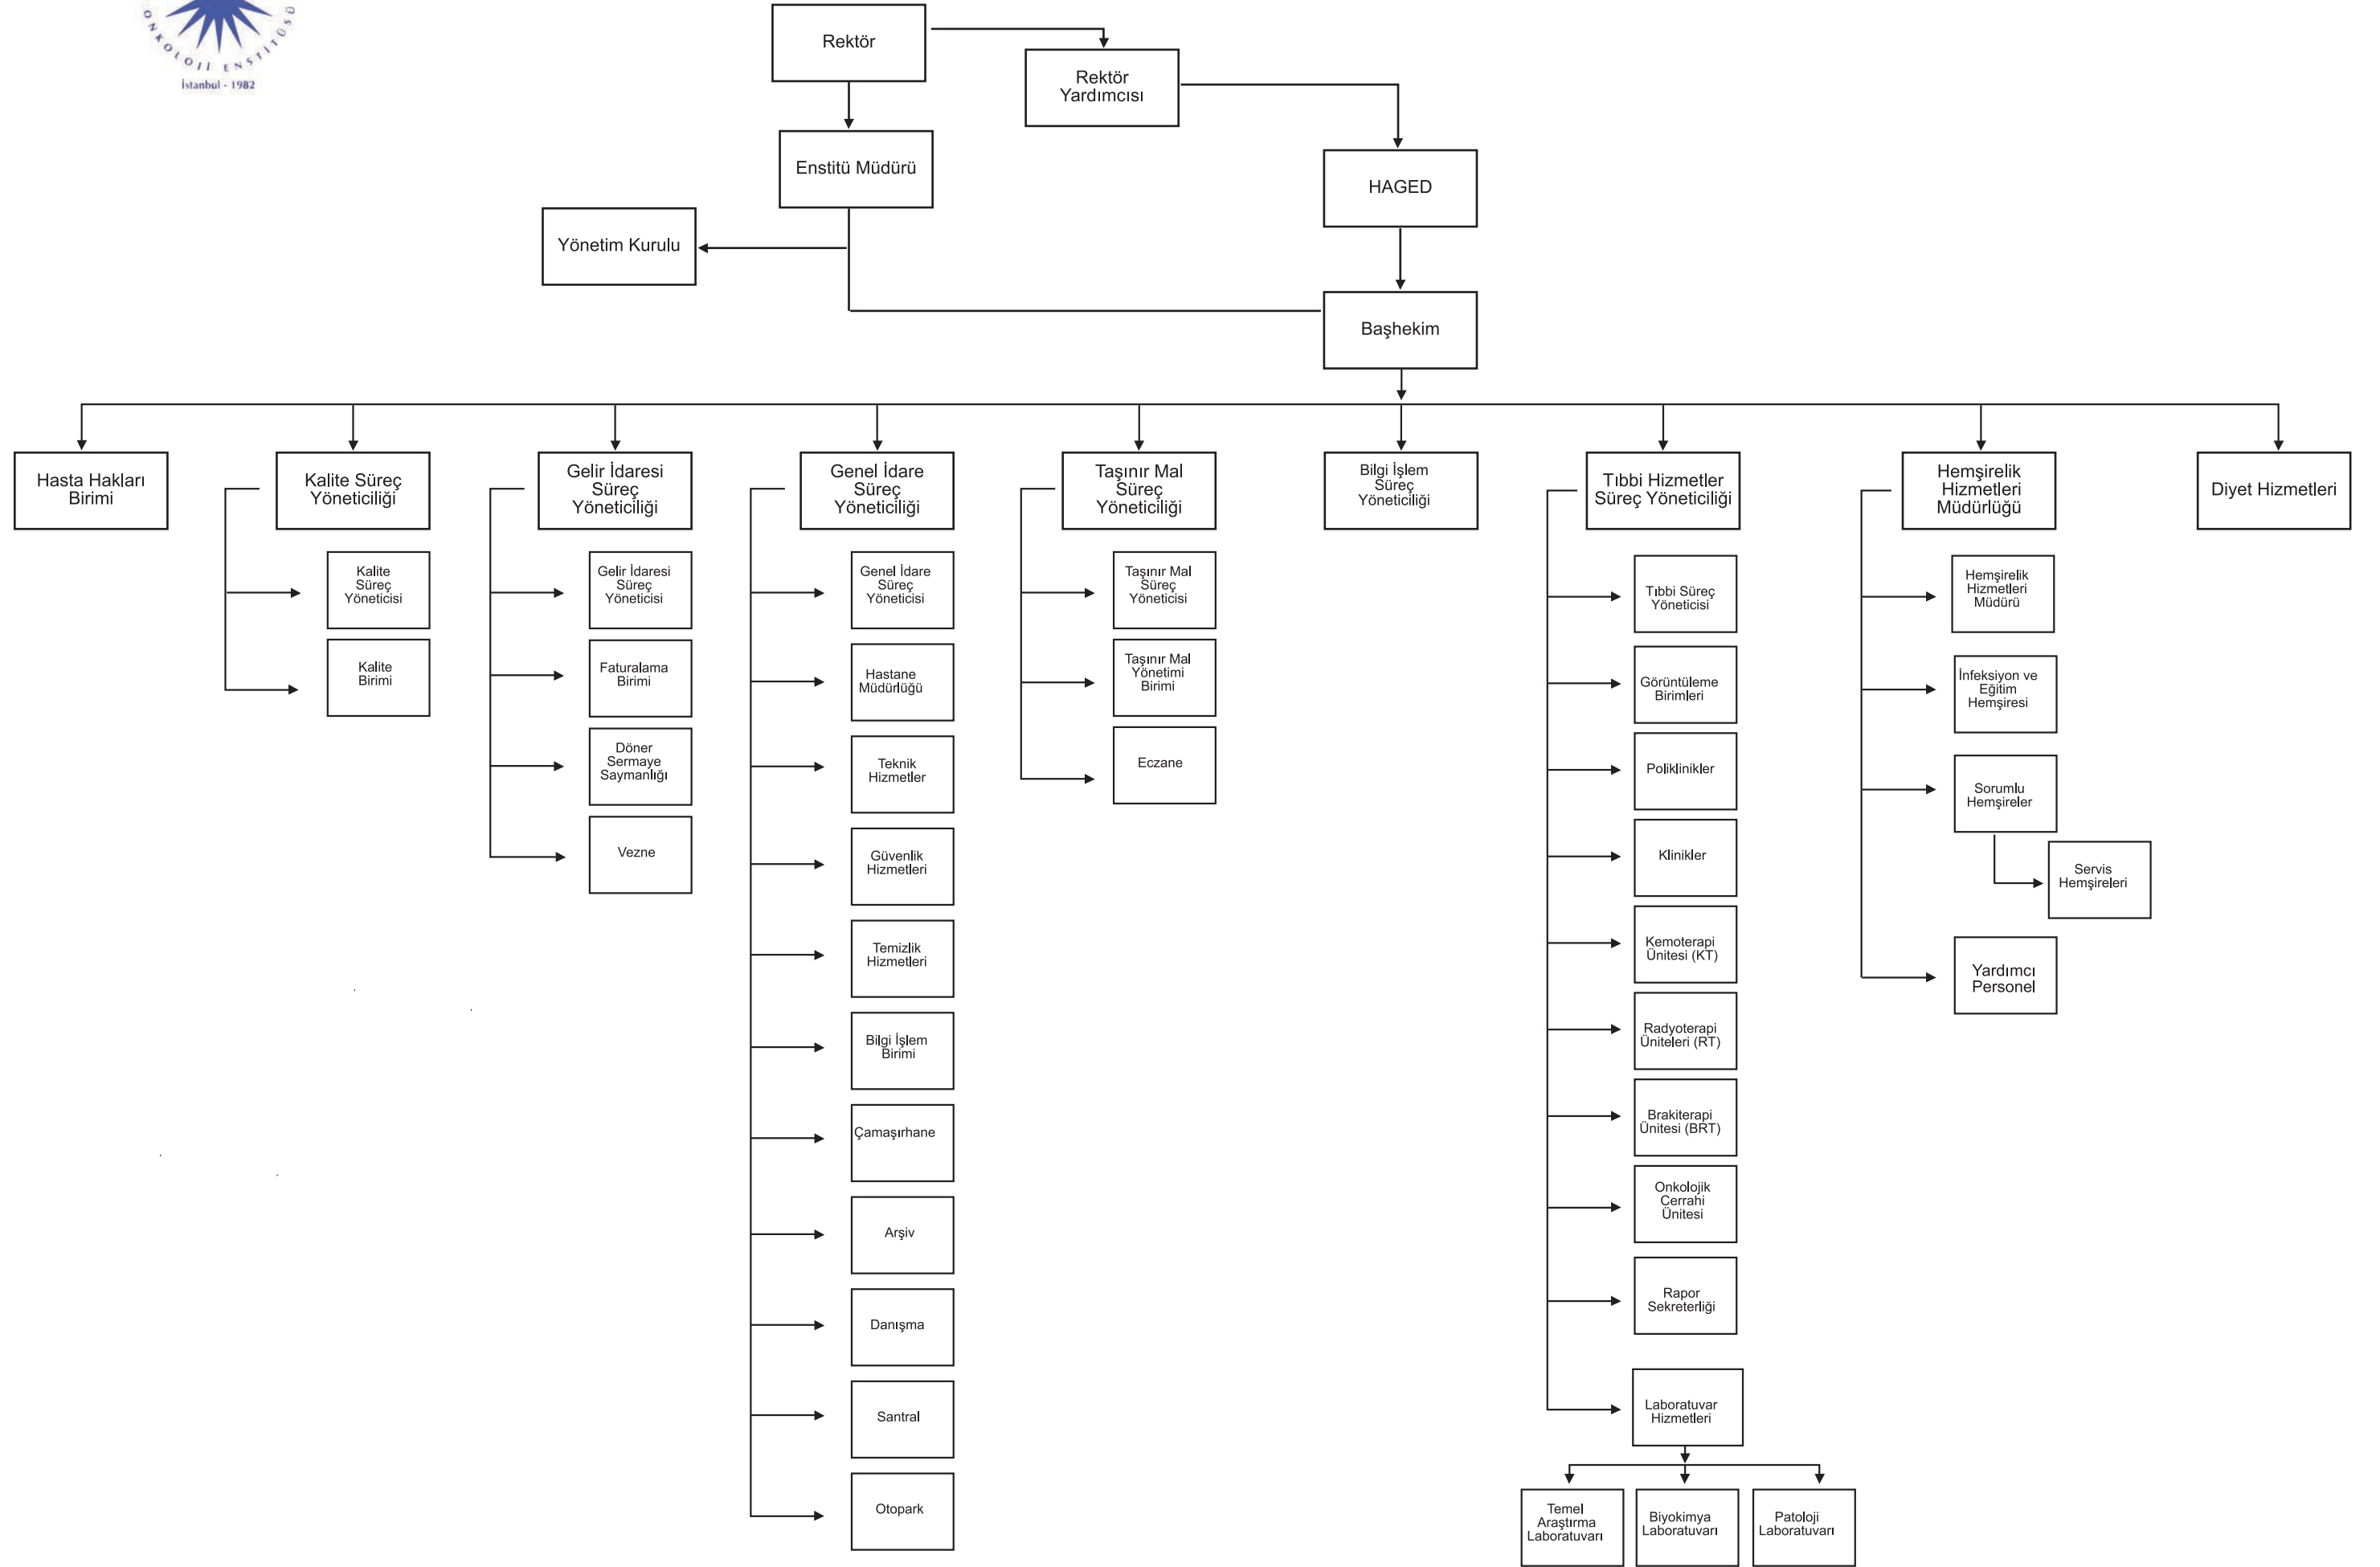 ONKOLOJİ ENSTİTÜSÜ
İstanbul - 1982
Rektör
Rektör
Yardımcısı
Enstitü Müdürü
HAGED
Yönetim Kurulu
Başhekim
Hasta Hakları
Birimi
Kalite Süreç
Yöneticiliği
Gelir İdaresi
Süreç
Yöneticiliği
Genel İdare
Süreç
Yöneticiliği
Taşınır Mal
Süreç
Yöneticiliği
Bilgi İşlem
Süreç
Yöneticiliği
Tıbbi Hizmetler
Süreç Yöneticiliği
Hemşirelik
Hizmetleri
Müdürlüğü
Diyet Hizmetleri
Kalite
Süreç
Yöneticisi
Kalite
Birimi
Gelir İdaresi
Süreç
Yöneticisi
Faturalama
Birimi
Döner
Sermaye
Saymanlığı
Vezne
Genel İdare
Süreç
Yöneticisi
Hastane
Müdürlüğü
Teknik
Hizmetler
Güvenlik
Hizmetleri
Temizlik
Hizmetleri
Bilgi İşlem
Birimi
Çamaşırhane
Arşiv
Danışma
Santral
Otopark
Taşınır Mal
Süreç
Yöneticisi
Taşınır Mal
Yönetimi
Birimi
Eczane
Tıbbi Süreç
Yöneticisi
Görüntüleme
Birimleri
Poliklinikler
Klinikler
Kemoterapi
Ünitesi (KT)
Radyoterapi
Üniteleri (RT)
Brakiterapi
Ünitesi (BRT)
Onkolojik
Cerrahi
Ünitesi
Rapor
Sekreterliği
Laboratuvar
Hizmetleri
Temel
Araştırma
Laboratuvarı
Biyokimya
Laboratuvarı
Patoloji
Laboratuvarı
Hemşirelik
Hizmetleri
Müdürü
İnfeksiyon ve
Eğitim
Hemşiresi
Sorumlu
Hemşireler
Servis
Hemşireleri
Yardımcı
Personel